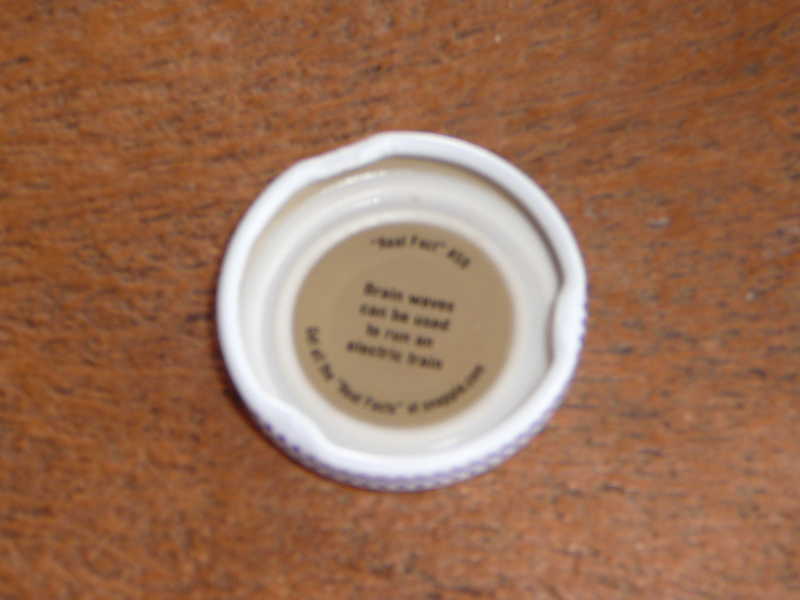 "Real Fact"
Brain waves
can be used
to run an
electric train
Get all the "Real Facts" at snapple.com